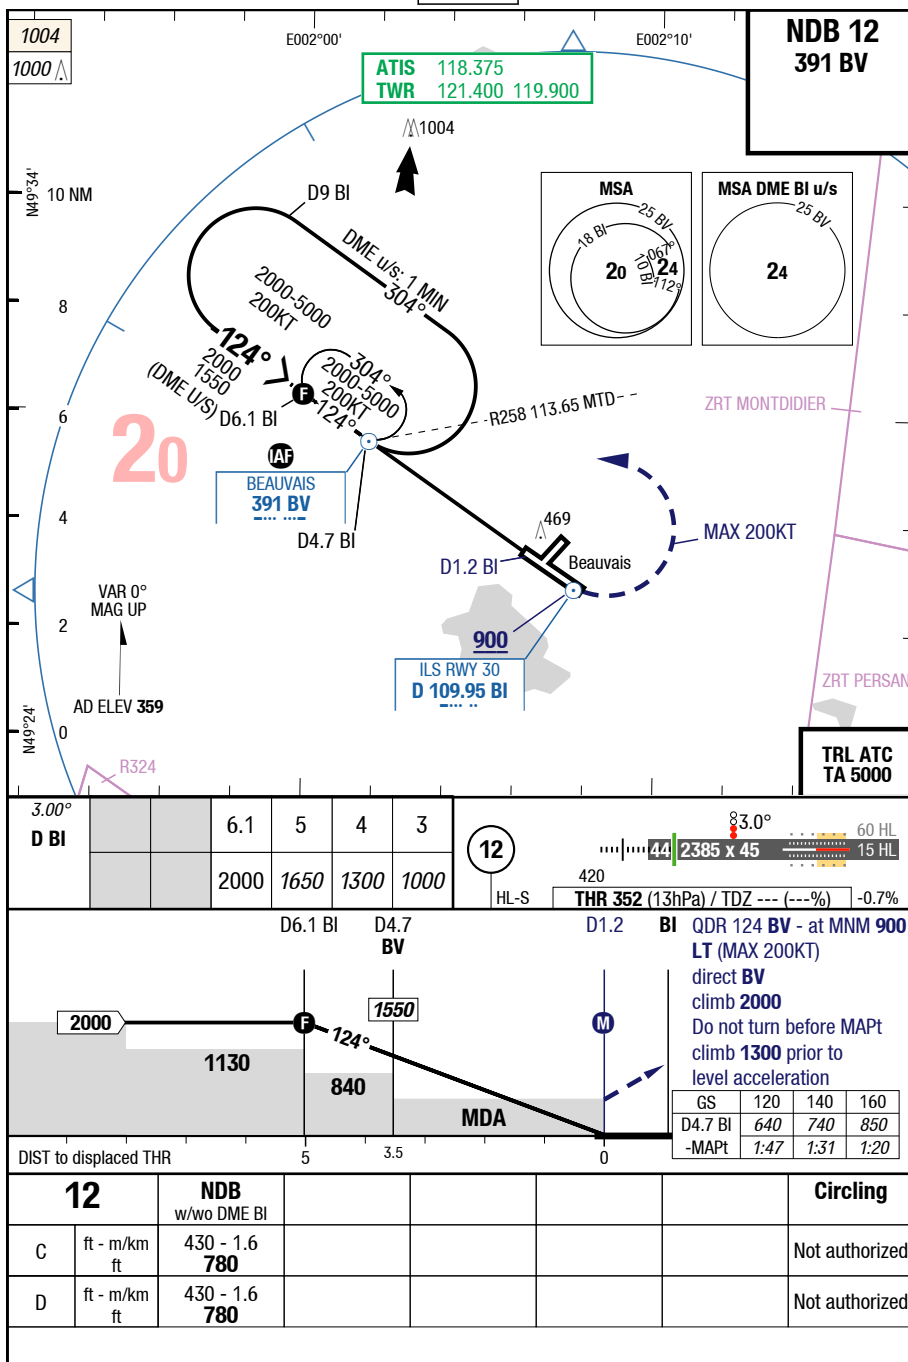 1004
1000
E002°00'
E002°10'
NDB 12
391 BV
ATIS 118.375
TWR 121.400 119.900
1004
N49°34'
10 NM
D9 BI
DME u/s: 1 MIN
304°
2000-5000
200KT
MSA
25 BV
18 BI
067°
10 BI
112°
20
24
MSA DME BI u/s
25 BV
24
8
124°
2000
1550
(DME U/S)
304°
2000-5000
200KT
124°
F
D6.1 BI
R258 113.65 MTD
ZRT MONTDIDIER
6
20
IAF
BEAUVAIS
391 BV
D4.7 BI
4
469
MAX 200KT
D1.2 BI
Beauvais
VAR 0°
MAG UP
2
900
ILS RWY 30
D 109.95 BI
ZRT PERSAN
AD ELEV 359
N49°24'
0
R324
TRL ATC
TA 5000
3.00°
D BI
6.1 5 4 3
2000 1650 1300 1000
12
HL-S
3.0°
60 HL
44 2385 x 45
15 HL
420
THR 352 (13hPa) / TDZ --- (---%)
-0.7%
D6.1 BI
D4.7
BV
D1.2
BI
QDR 124 BV - at MNM 900
LT (MAX 200KT)
direct BV
climb 2000
Do not turn before MAPt
climb 1300 prior to
level acceleration
2000
F
124°
1550
M
1130
840
MDA
GS 120 140 160
D4.7 BI 640 740 850
-MAPt 1:47 1:31 1:20
DIST to displaced THR
5
3.5
0
12
NDB
w/wo DME BI
Circling
C
ft - m/km
ft
430 - 1.6
780
Not authorized
D
ft - m/km
ft
430 - 1.6
780
Not authorized